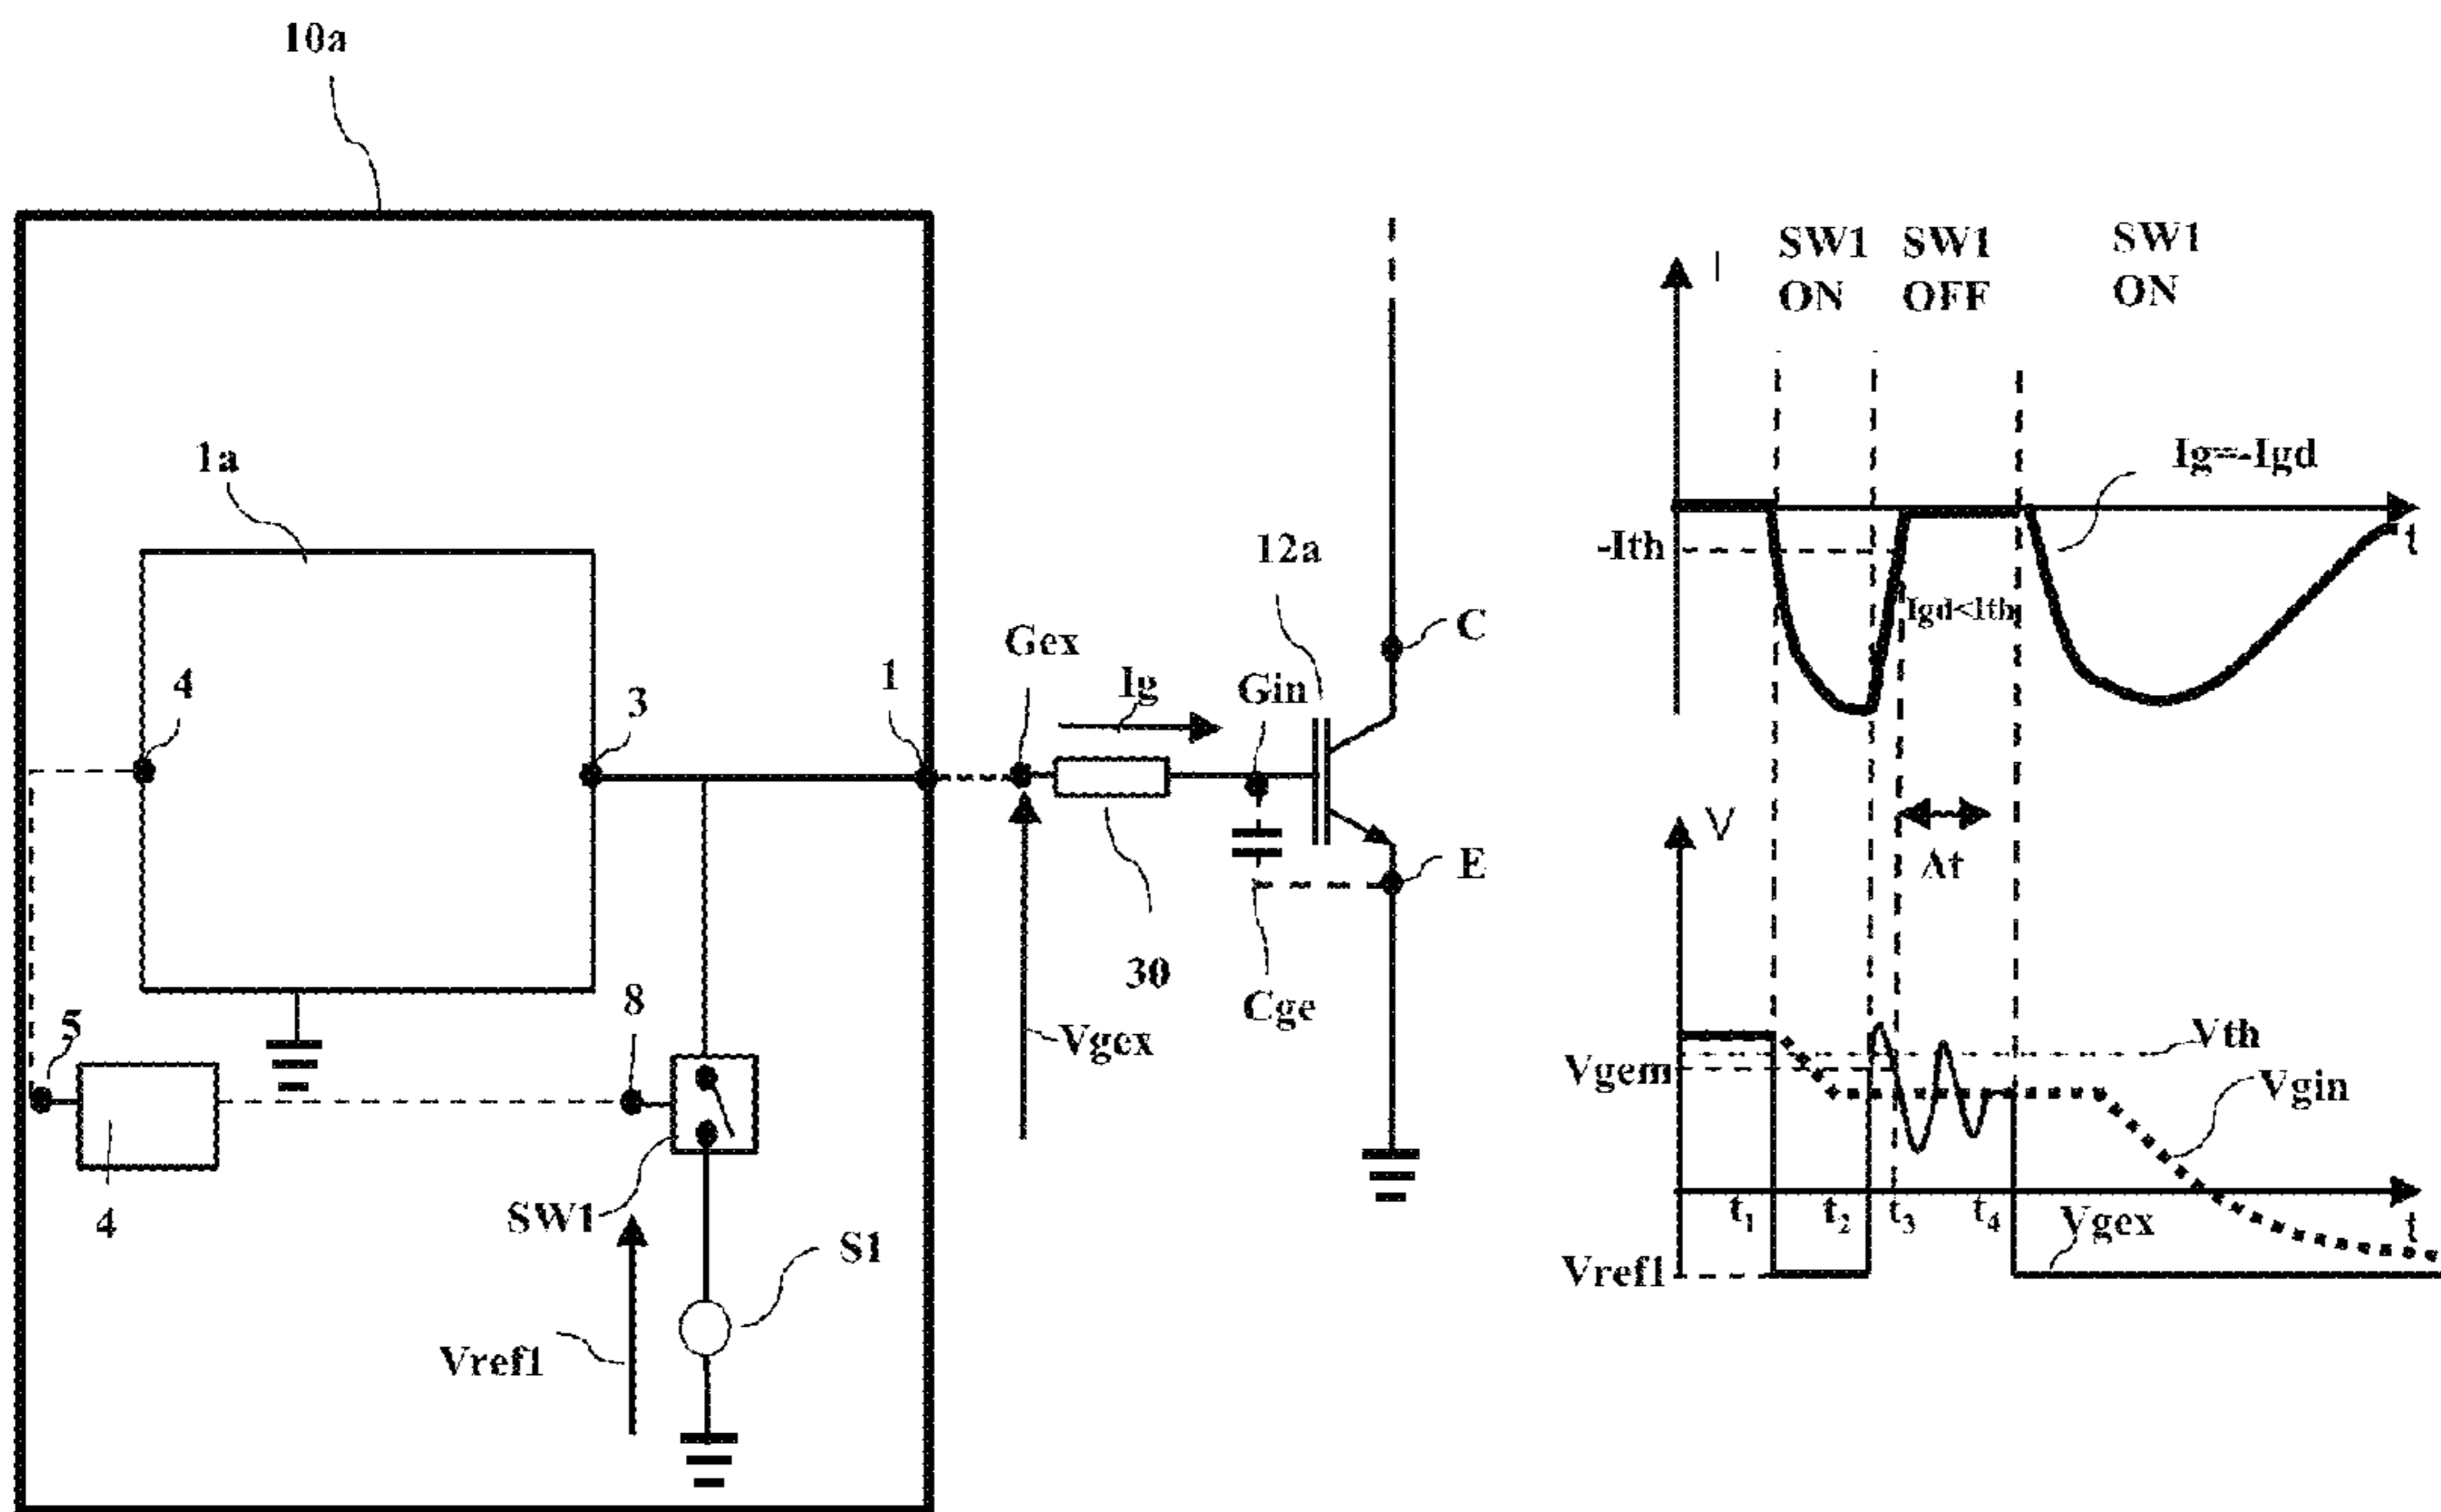 10a
1a
4
3
1
5
4
8
SW1
S1
Vref1
Gex
Ig
Gin
12a
C
E
30
Cge
Vgex
SW1 ON
SW1 OFF
SW1 ON
I
Ig=-Igd
-Ith
t
Igd<Ith
Δt
V
Vth
Vgem
Vgin
t1
t2
t3
t4
Vgex
t
Vref1